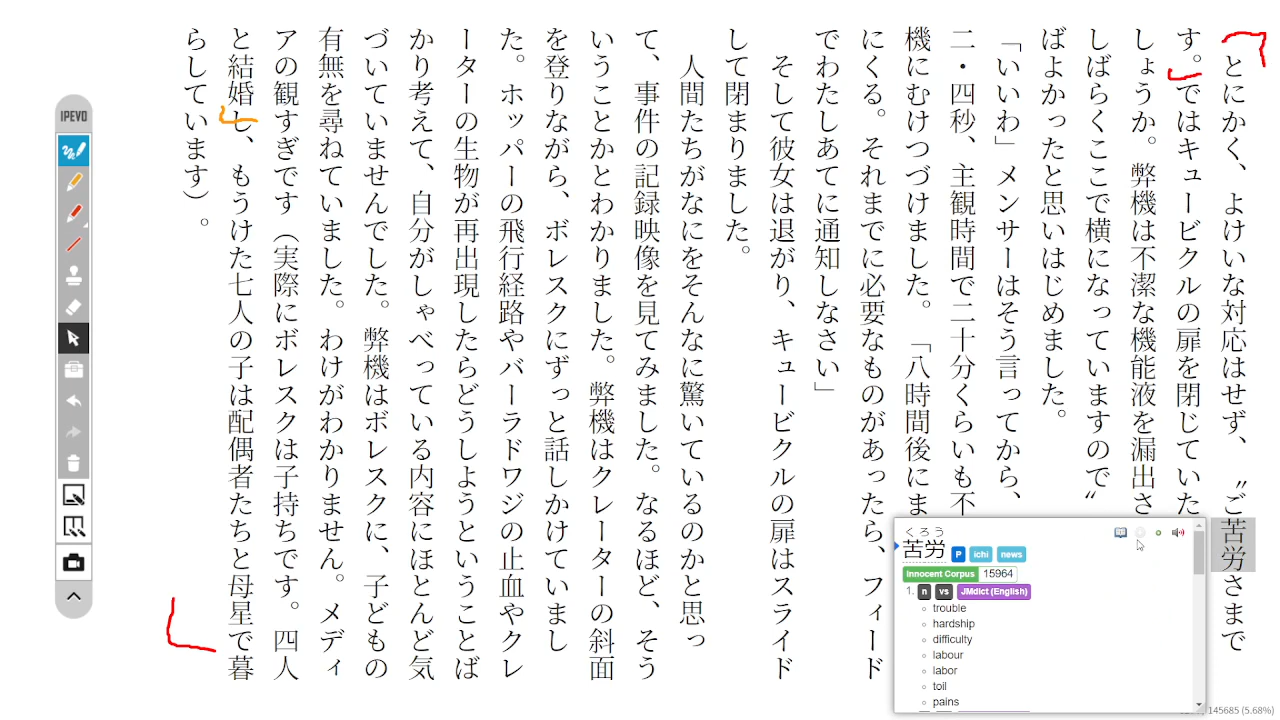 とにかく、よけいな対応はせず、〝ご苦労さまで
す。ではキュービクルの扉を閉じていた
しょうか。弊機は不潔な機能液を漏出さ
しばらくここで横になっていますので〟
ばよかったと思いはじめました。
「いいわ」メンサーはそう言ってから、
二・四秒、主観時間で二十分くらいも不
機にむけつづけました。「八時間後にま
にくる。それまでに必要なものがあったら、フィード
でわたしあてに通知しなさい」
そして彼女は退がり、キュービクルの扉はスライド
して閉まりました。
人間たちがなにをそんなに驚いているのかと思っ
て、事件の記録映像を見てみました。なるほど、そう
いうことかとわかりました。弊機はクレーターの斜面
を登りながら、ボレスクにずっと話しかけていまし
た。ホッパーの飛行経路やバーラドワジの止血やクレ
ーターの生物が再出現したらどうしようということば
かり考えて、自分がしゃべっている内容にほとんど気
づいていませんでした。弊機はボレスクに、子どもの
有無を尋ねていました。わけがわかりません。メディ
アの観すぎです（実際にボレスクは子持ちです。四人
と結婚し、もうけた七人の子は配偶者たちと母星で暮
らしています）。
IPEVO
くろう
苦労 P ichi news
Innocent Corpus 15964
1. n vs JMdict (English)
trouble
hardship
difficulty
labour
labor
toil
pains
145685 (5.68%)